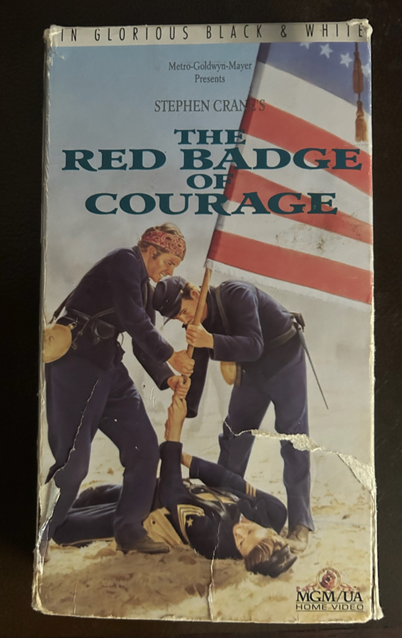 IN GLORIOUS BLACK & WHITE
Metro-Goldwyn-Mayer
Presents
STEPHEN CRANE'S
THE
RED BADGE
OF
COURAGE
MGM/UA
HOME VIDEO